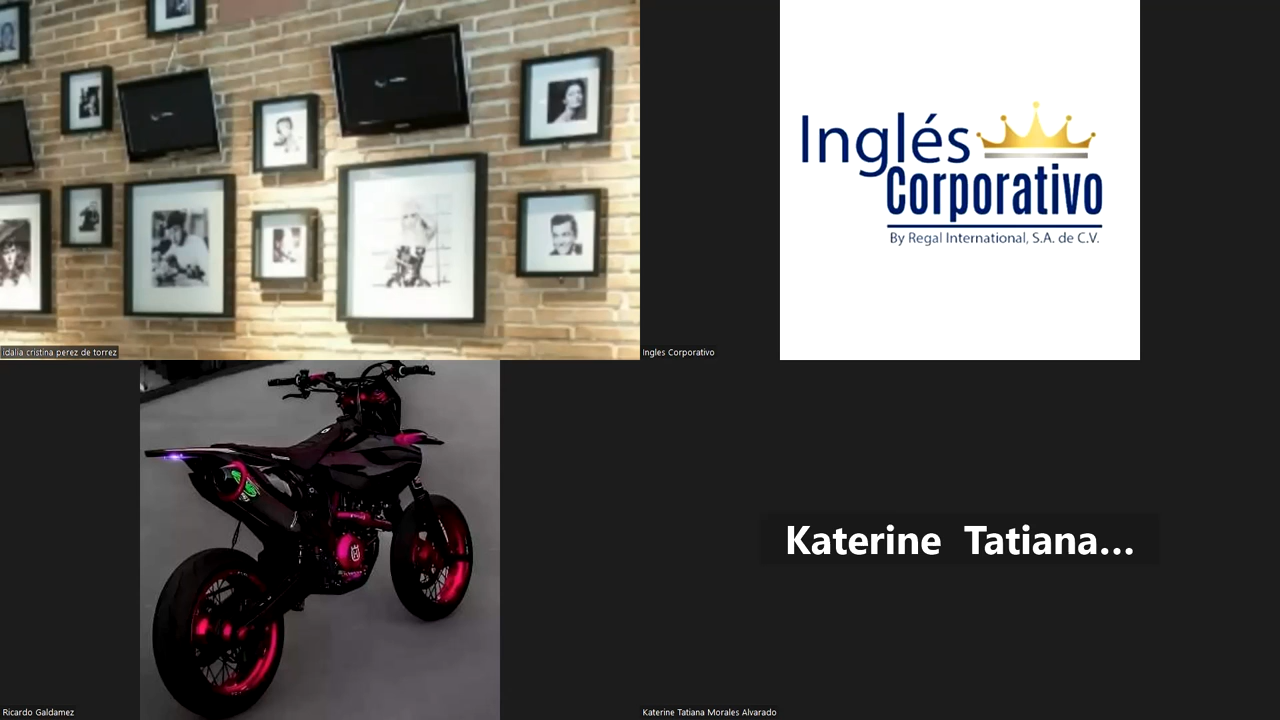 idalia cristina perez de torrez
Inglés
Corporativo
By Regal International, S.A. de C.V.
Ingles Corporativo
Katerine Tatiana...
Ricardo Galdamez
Katerine Tatiana Morales Alvarado